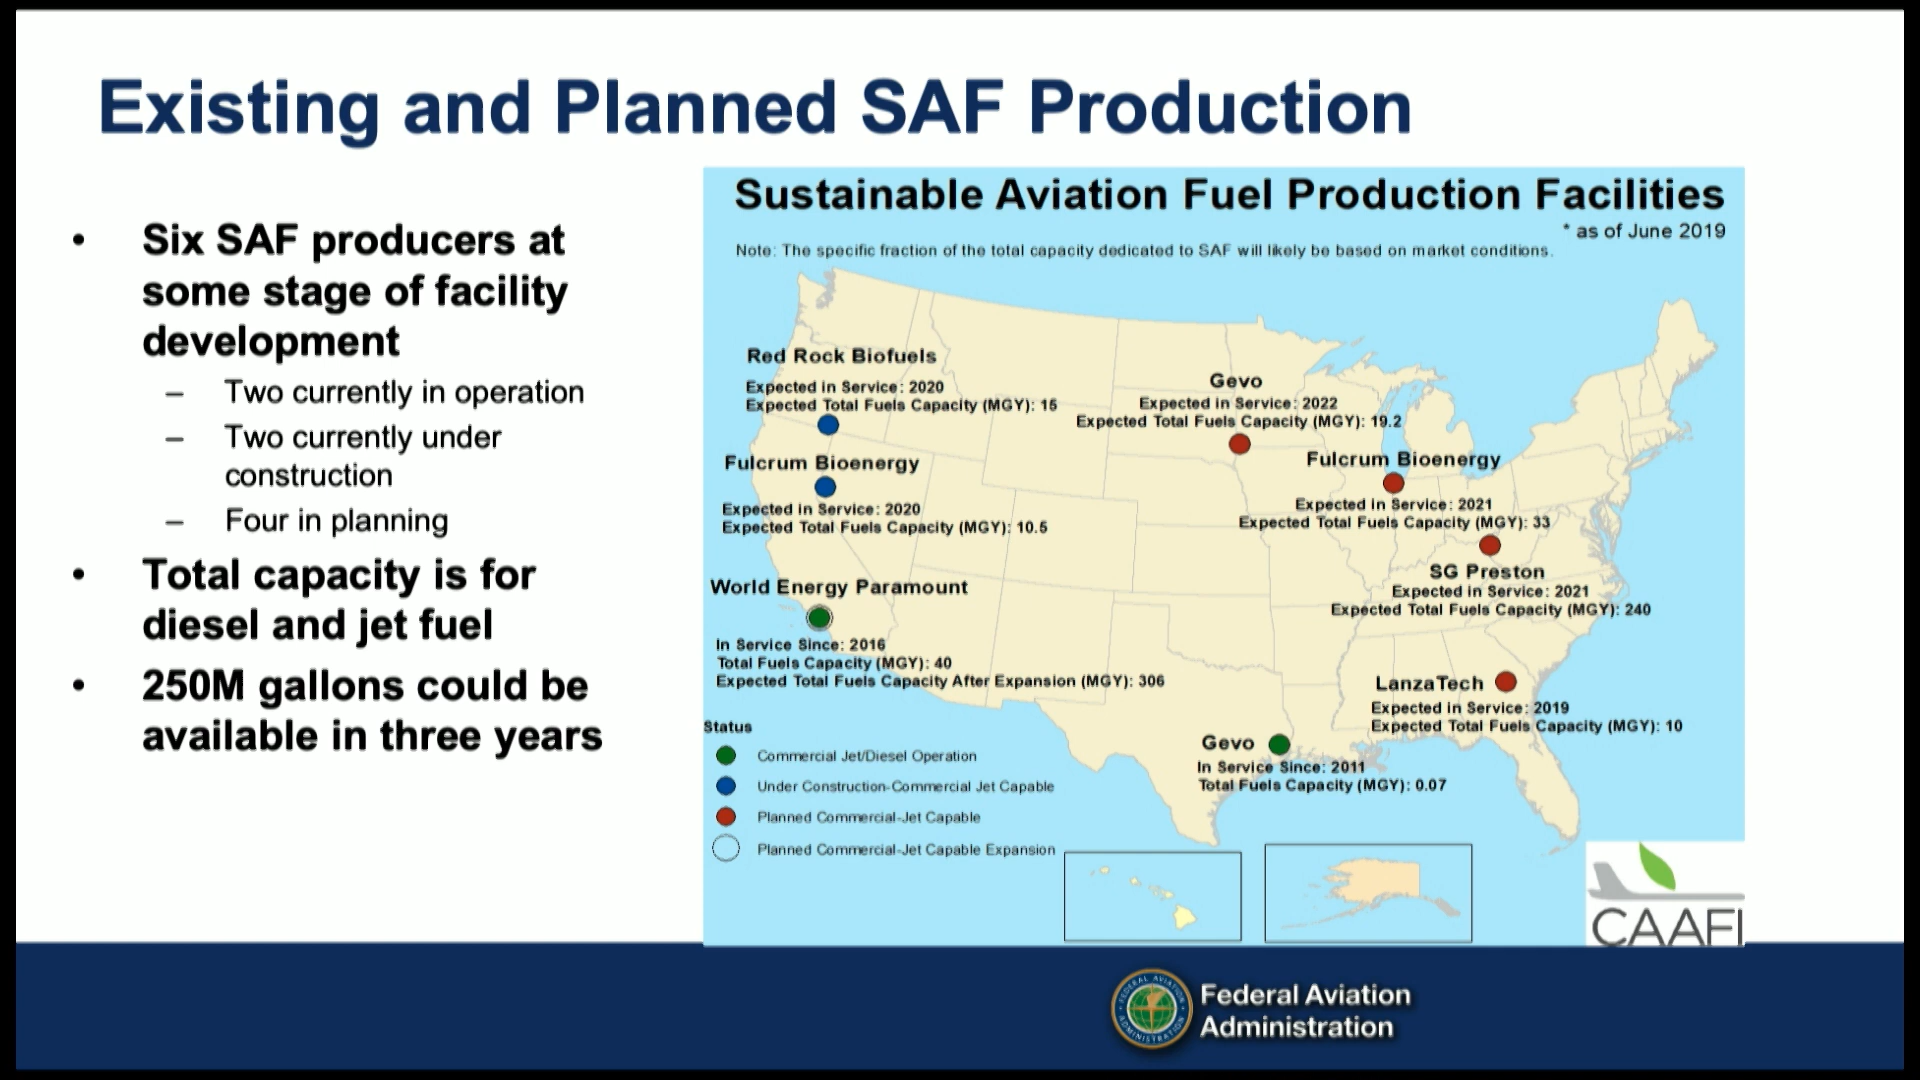 Existing and Planned SAF Production
• Six SAF producers at
some stage of facility
development
– Two currently in operation
– Two currently under
construction
– Four in planning
• Total capacity is for
diesel and jet fuel
• 250M gallons could be
available in three years
Sustainable Aviation Fuel Production Facilities
* as of June 2019
Note: The specific fraction of the total capacity dedicated to SAF will likely be based on market conditions.
Red Rock Biofuels
Expected in Service: 2020
Expected Total Fuels Capacity (MGY): 15
Gevo
Expected in Service: 2022
Expected Total Fuels Capacity (MGY): 19.2
Fulcrum Bioenergy
Expected in Service: 2020
Expected Total Fuels Capacity (MGY): 10.5
Fulcrum Bioenergy
Expected in Service: 2021
Expected Total Fuels Capacity (MGY): 33
SG Preston
Expected in Service: 2021
Expected Total Fuels Capacity (MGY): 240
World Energy Paramount
In Service Since: 2016
Total Fuels Capacity (MGY): 40
Expected Total Fuels Capacity After Expansion (MGY): 306
LanzaTech
Expected in Service: 2019
Expected Total Fuels Capacity (MGY): 10
Gevo
In Service Since: 2011
Total Fuels Capacity (MGY): 0.07
Status
Commercial Jet/Diesel Operation
Under Construction-Commercial Jet Capable
Planned Commercial-Jet Capable
Planned Commercial-Jet Capable Expansion
CAAFI
Federal Aviation
Administration